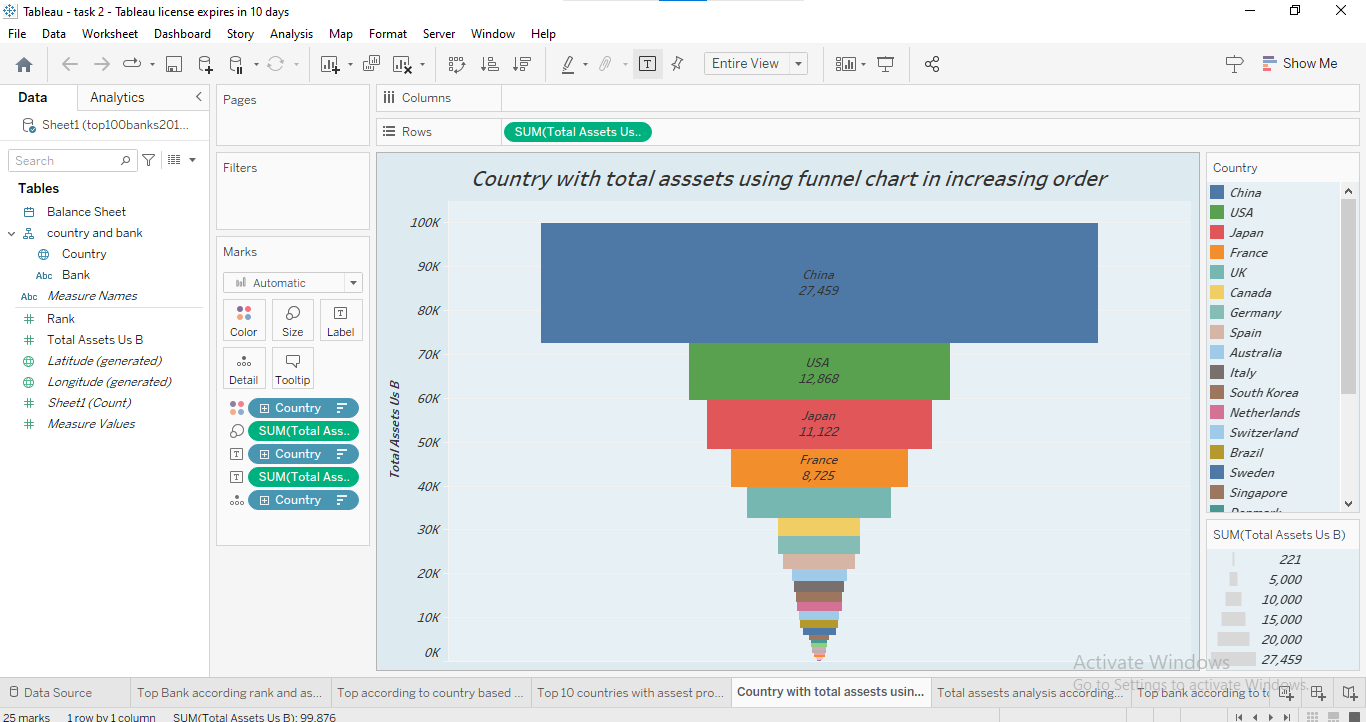 Tableau - task 2 - Tableau license expires in 10 days
File Data Worksheet Dashboard Story Analysis Map Format Server Window Help
Entire View
Show Me
Data Analytics
Sheet1 (top100banks201...
Search
Tables
Balance Sheet
country and bank
Country
Abc Bank
Abc Measure Names
Rank
Total Assets Us B
Latitude (generated)
Longitude (generated)
Sheet1 (Count)
Measure Values
Pages
Filters
Marks
Automatic
Color Size Label
Detail Tooltip
Country
SUM(Total Ass..
Country
SUM(Total Ass..
Country
Columns
Rows SUM(Total Assets Us..
Country with total asssets using funnel chart in increasing order
Total Assets Us B
100K
90K
80K
70K
60K
50K
40K
30K
20K
10K
0K
China
27,459
USA
12,868
Japan
11,122
France
8,725
Country
China
USA
Japan
France
UK
Canada
Germany
Spain
Australia
Italy
South Korea
Netherlands
Switzerland
Brazil
Sweden
Singapore
Denmark
SUM(Total Assets Us B)
221
5,000
10,000
15,000
20,000
27,459
Activate Windows
Go to Settings to activate Windows.
Data Source Top Bank according rank and as... Top according to country based ... Top 10 countries with assest pro... Country with total assests usin... Total assests analysis according... Top bank according to to
25 marks 1 row by 1 column SUM(Total Assets Us B): 99,876